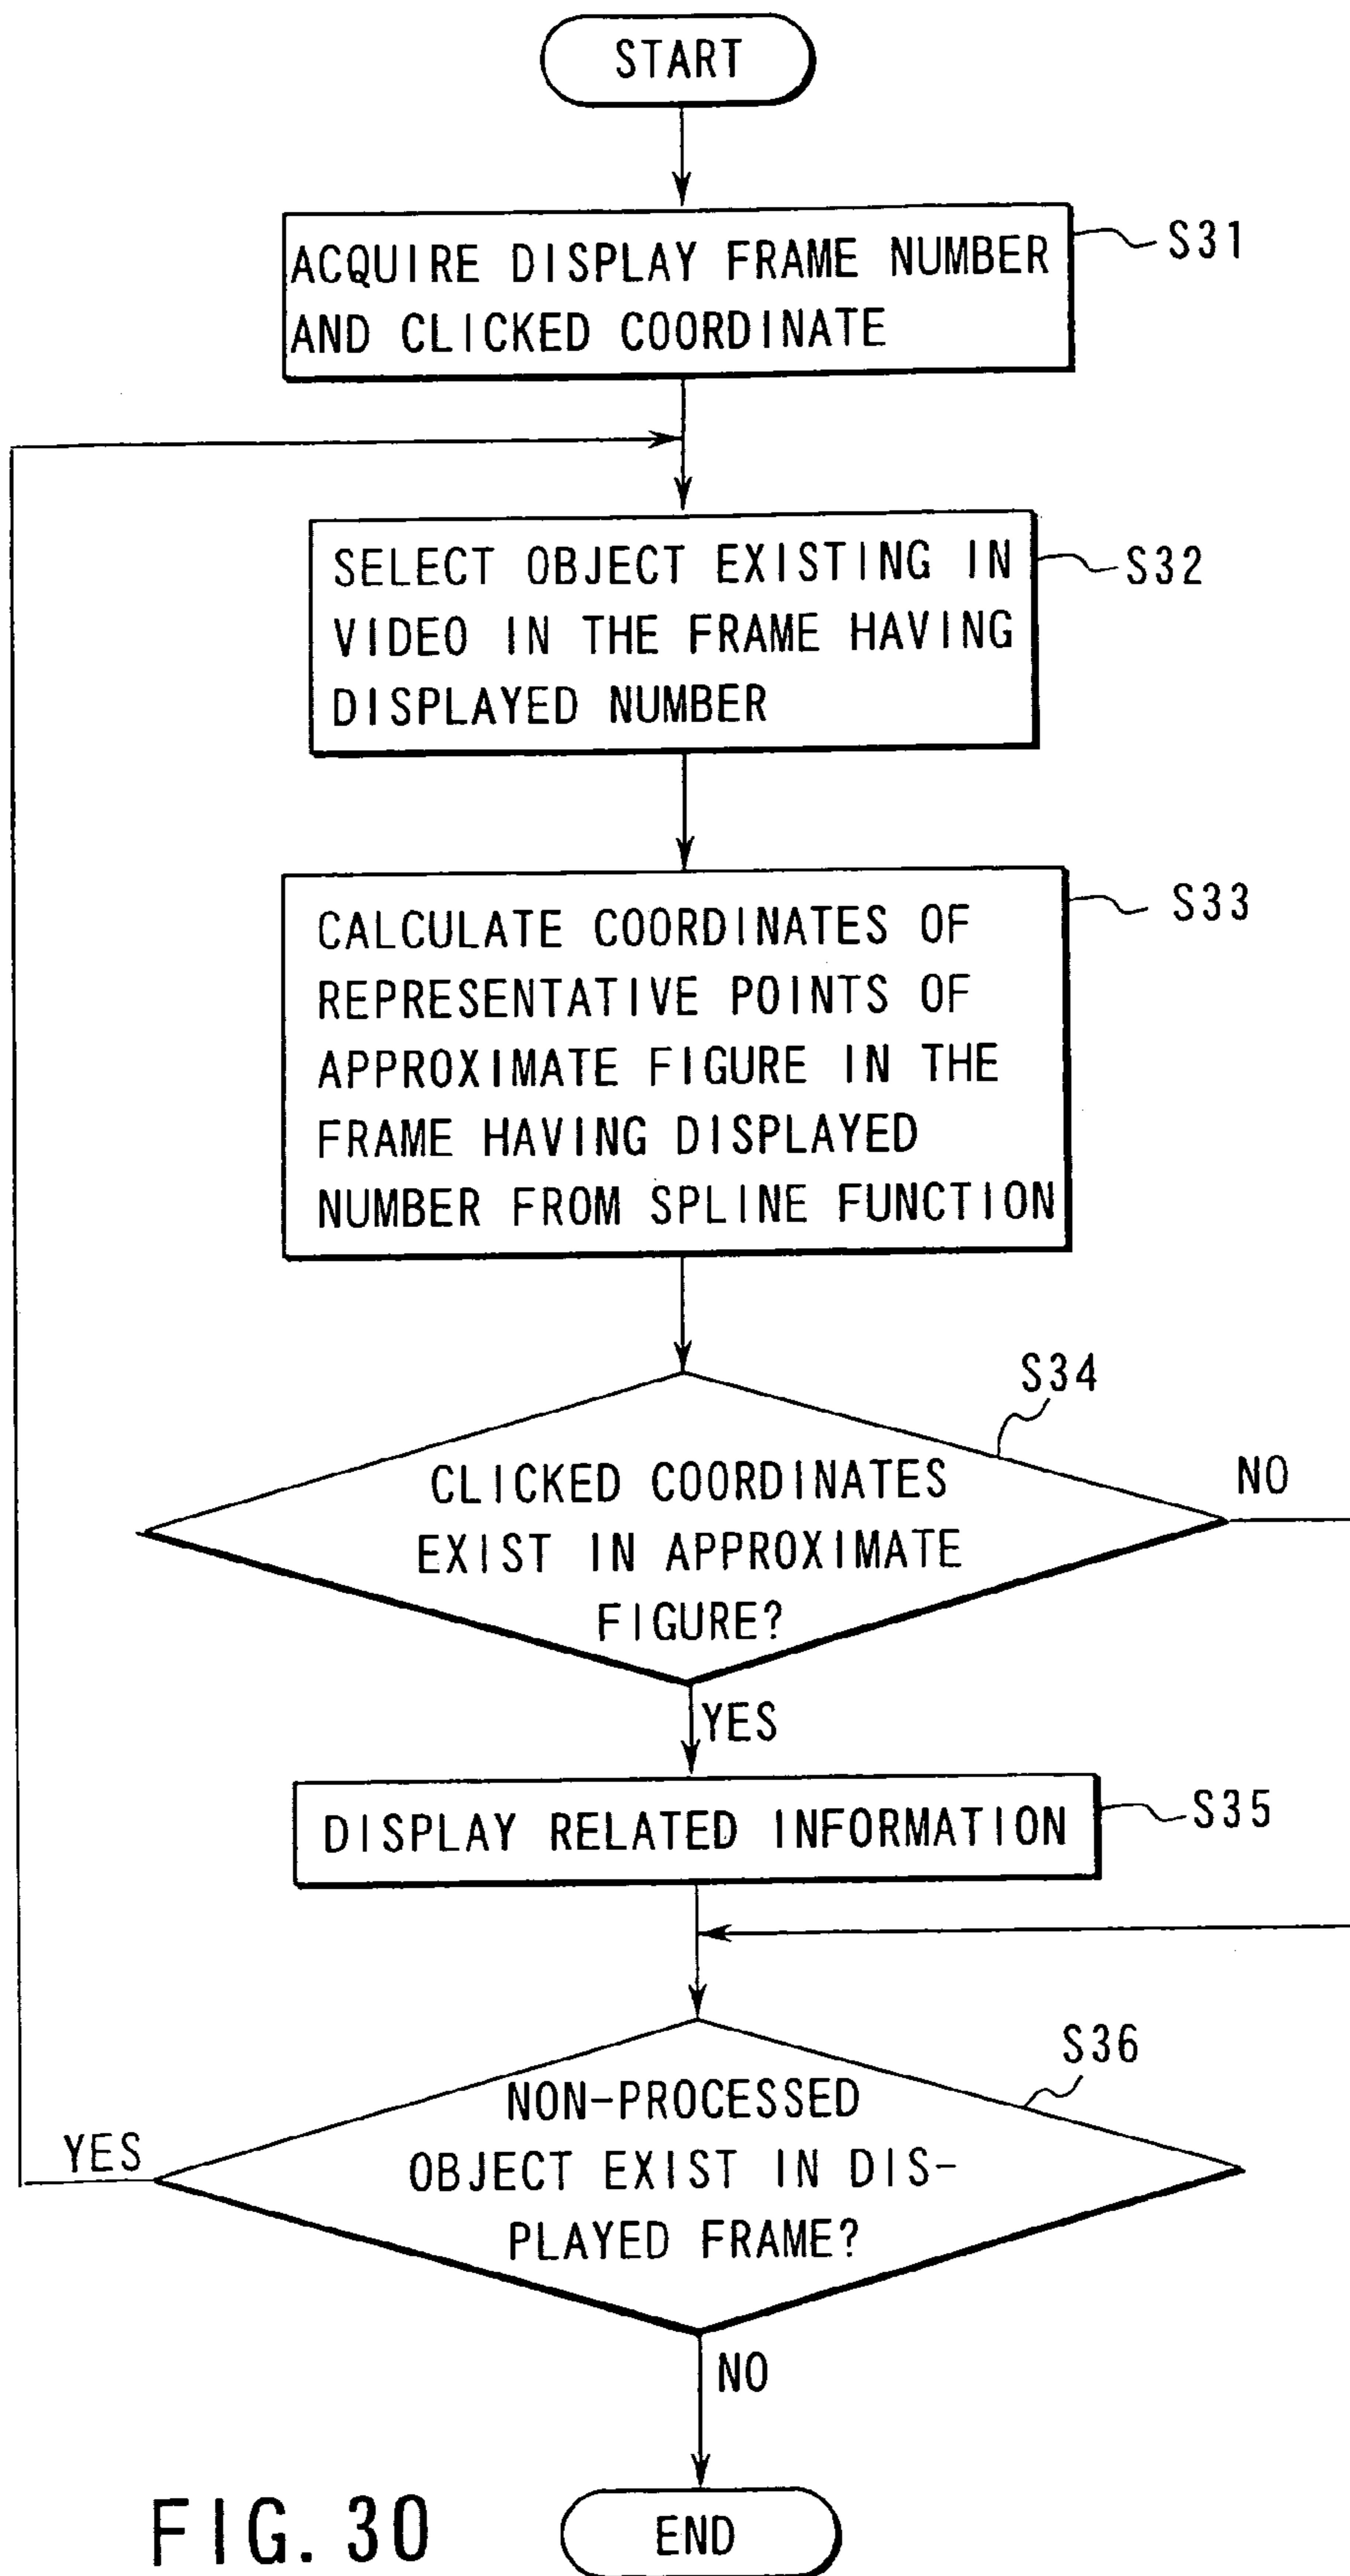 START
ACQUIRE DISPLAY FRAME NUMBER
AND CLICKED COORDINATE
S31
SELECT OBJECT EXISTING IN
VIDEO IN THE FRAME HAVING
DISPLAYED NUMBER
S32
CALCULATE COORDINATES OF
REPRESENTATIVE POINTS OF
APPROXIMATE FIGURE IN THE
FRAME HAVING DISPLAYED
NUMBER FROM SPLINE FUNCTION
S33
S34
CLICKED COORDINATES
EXIST IN APPROXIMATE
FIGURE?
NO
YES
DISPLAY RELATED INFORMATION
S35
S36
NON-PROCESSED
OBJECT EXIST IN DIS-
PLAYED FRAME?
YES
NO
END
FIG. 30